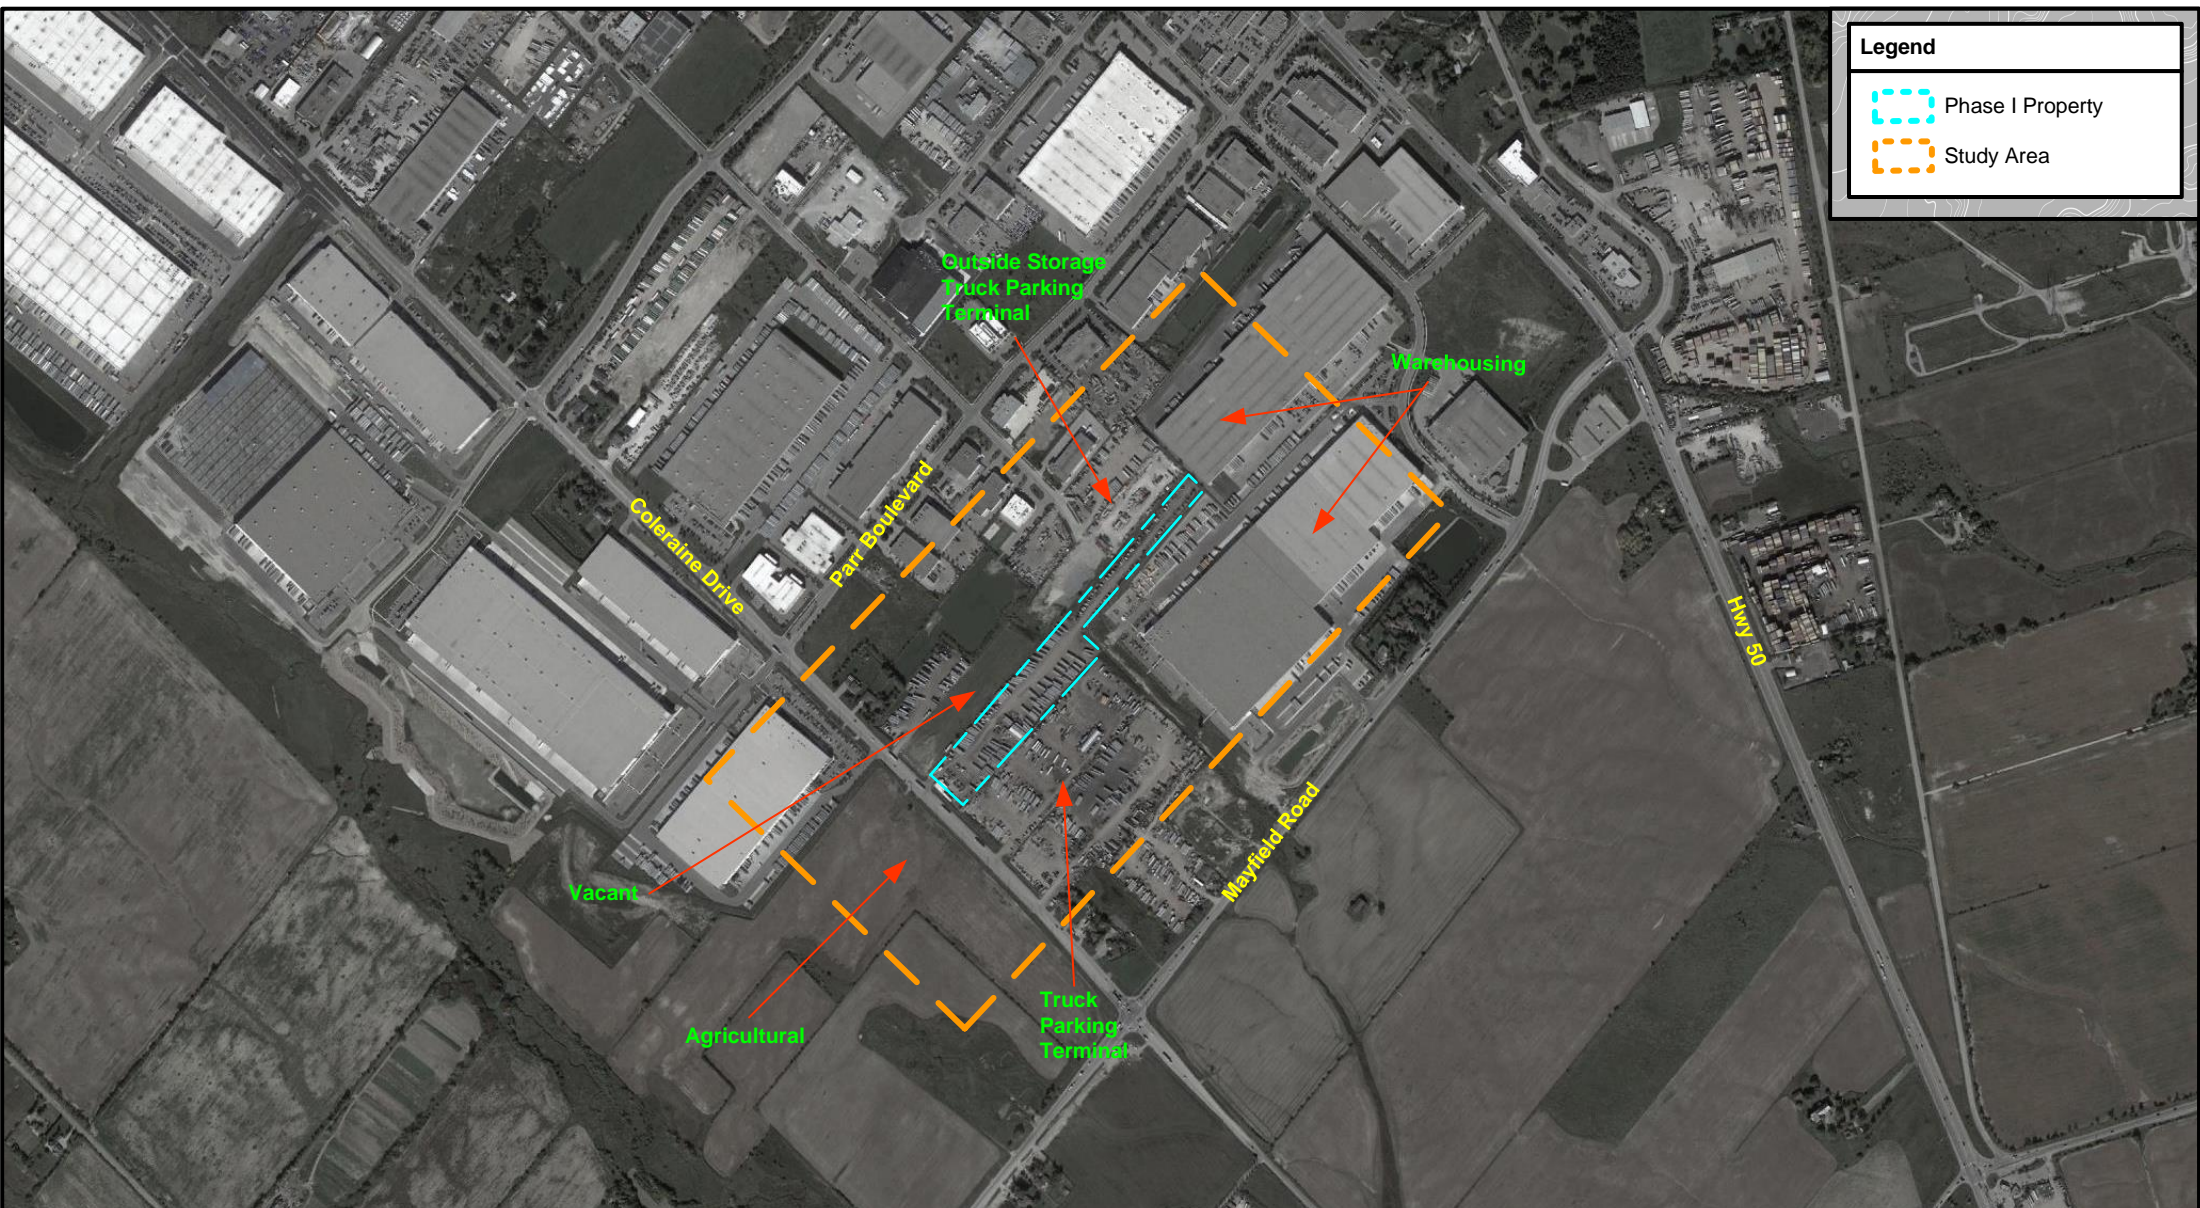 Legend
Phase I Property
Study Area
Outside Storage
Truck Parking
Terminal
Warehousing
Coleraine Drive
Parr Boulevard
Hwy 50
Mayfield Road
Vacant
Agricultural
Truck
Parking
Terminal